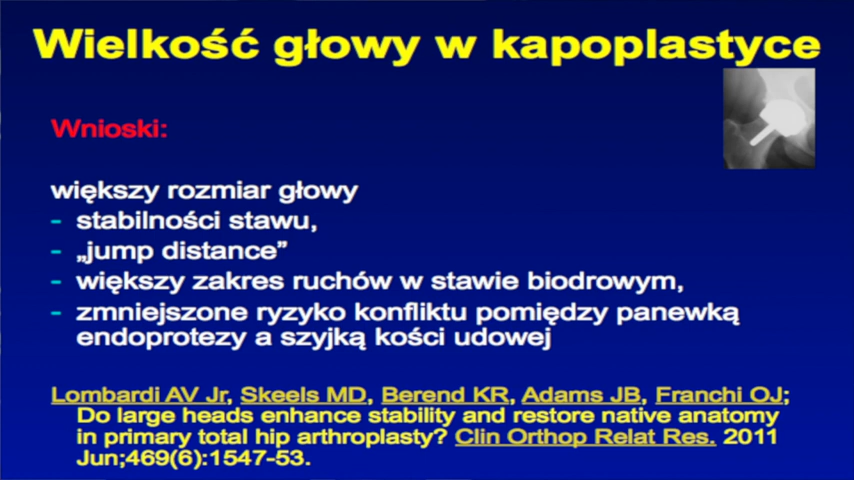 Wielkość głowy w kapoplastyce
Wnioski:
większy rozmiar głowy
- stabilności stawu,
- „jump distance”
- większy zakres ruchów w stawie biodrowym,
- zmniejszone ryzyko konfliktu pomiędzy panewką
endoprotezy a szyjką kości udowej
Lombardi AV Jr, Skeels MD, Berend KR, Adams JB, Franchi OJ;
Do large heads enhance stability and restore native anatomy
in primary total hip arthroplasty? Clin Orthop Relat Res. 2011
Jun;469(6):1547-53.